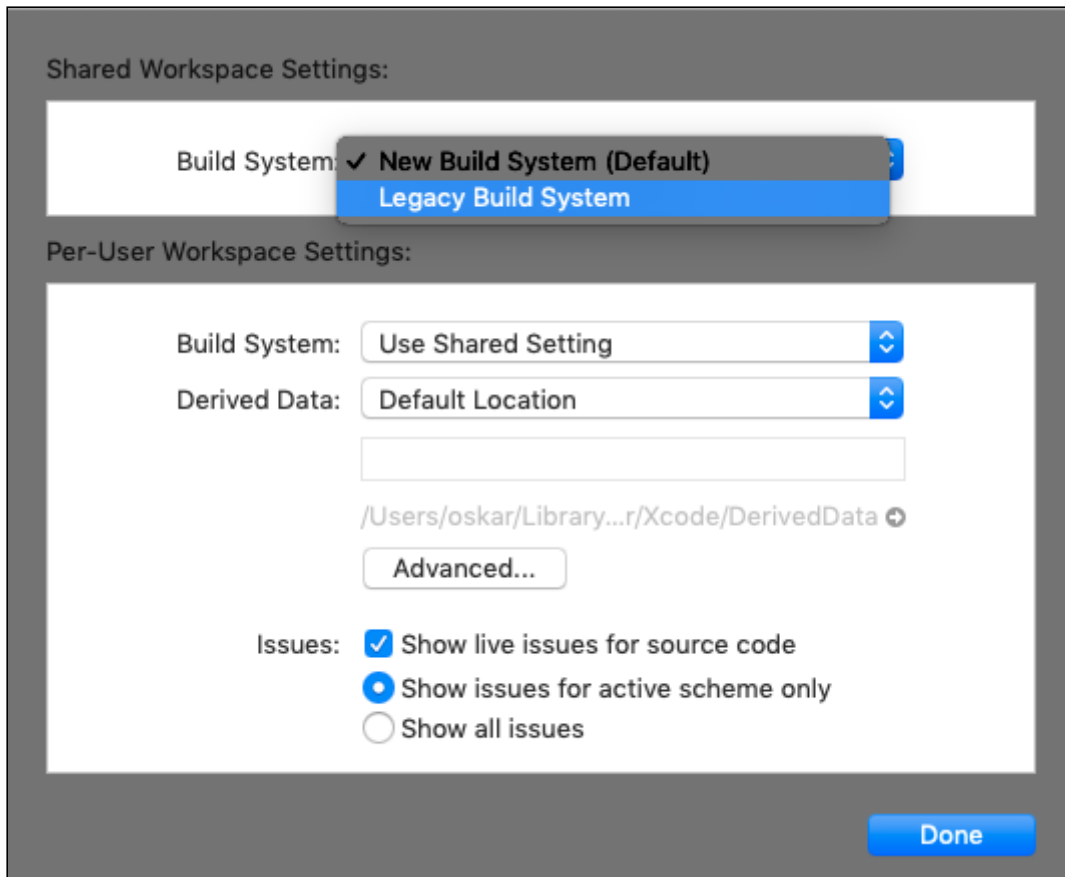 Shared Workspace Settings:
Build System: ✓ New Build System (Default)
Legacy Build System
Per-User Workspace Settings:
Build System: Use Shared Setting
Derived Data: Default Location
/Users/oskar/Library...r/Xcode/DerivedData
Advanced...
Issues: Show live issues for source code
Show issues for active scheme only
Show all issues
Done